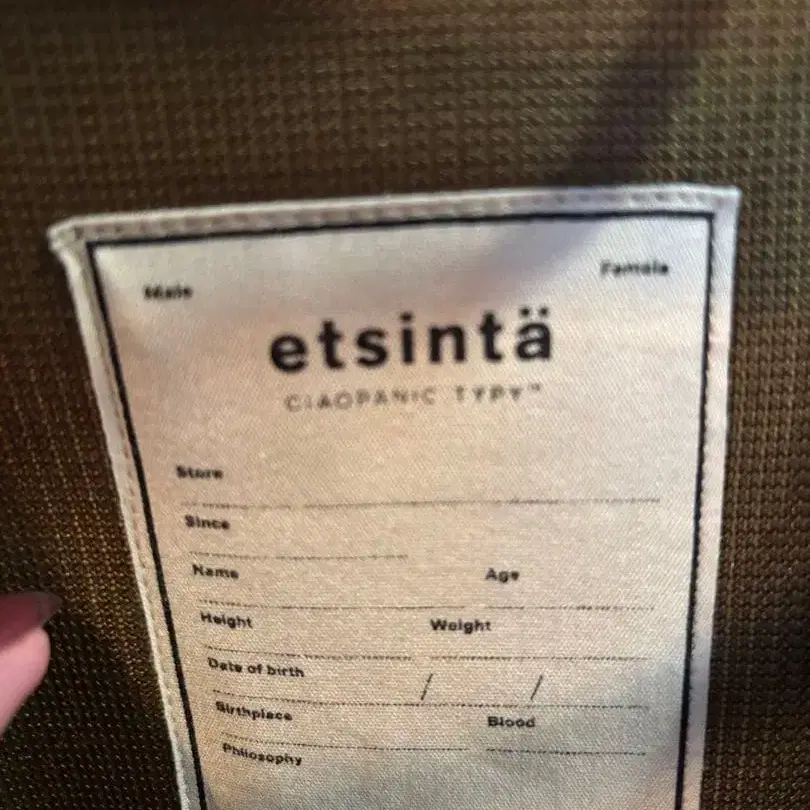 Male Female
etsintä
CIAOPANIC TYPY™
Store
Since
Name Age
Height Weight
Date of birth / /
Birthplace Blood
Philosophy